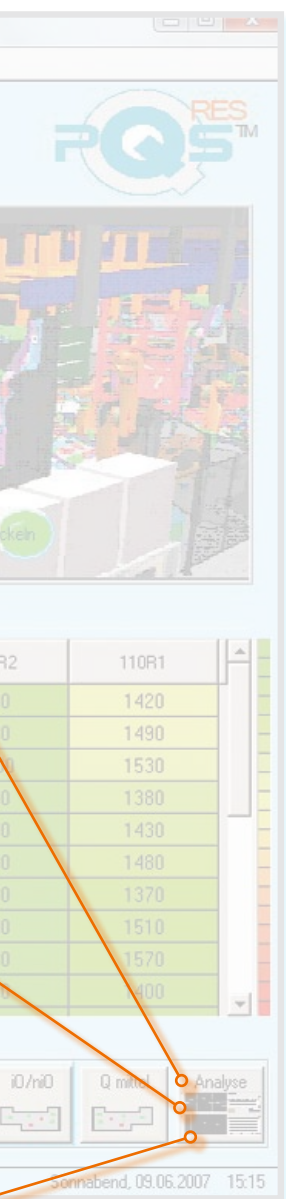 RES
PQS™
ckeln
R2 110R1
0 1420
0 1490
0 1530
0 1380
0 1430
0 1480
0 1370
0 1510
0 1570
1400
iO/niO Q mittel Analyse
Sonnabend, 09.06.2007 15:15